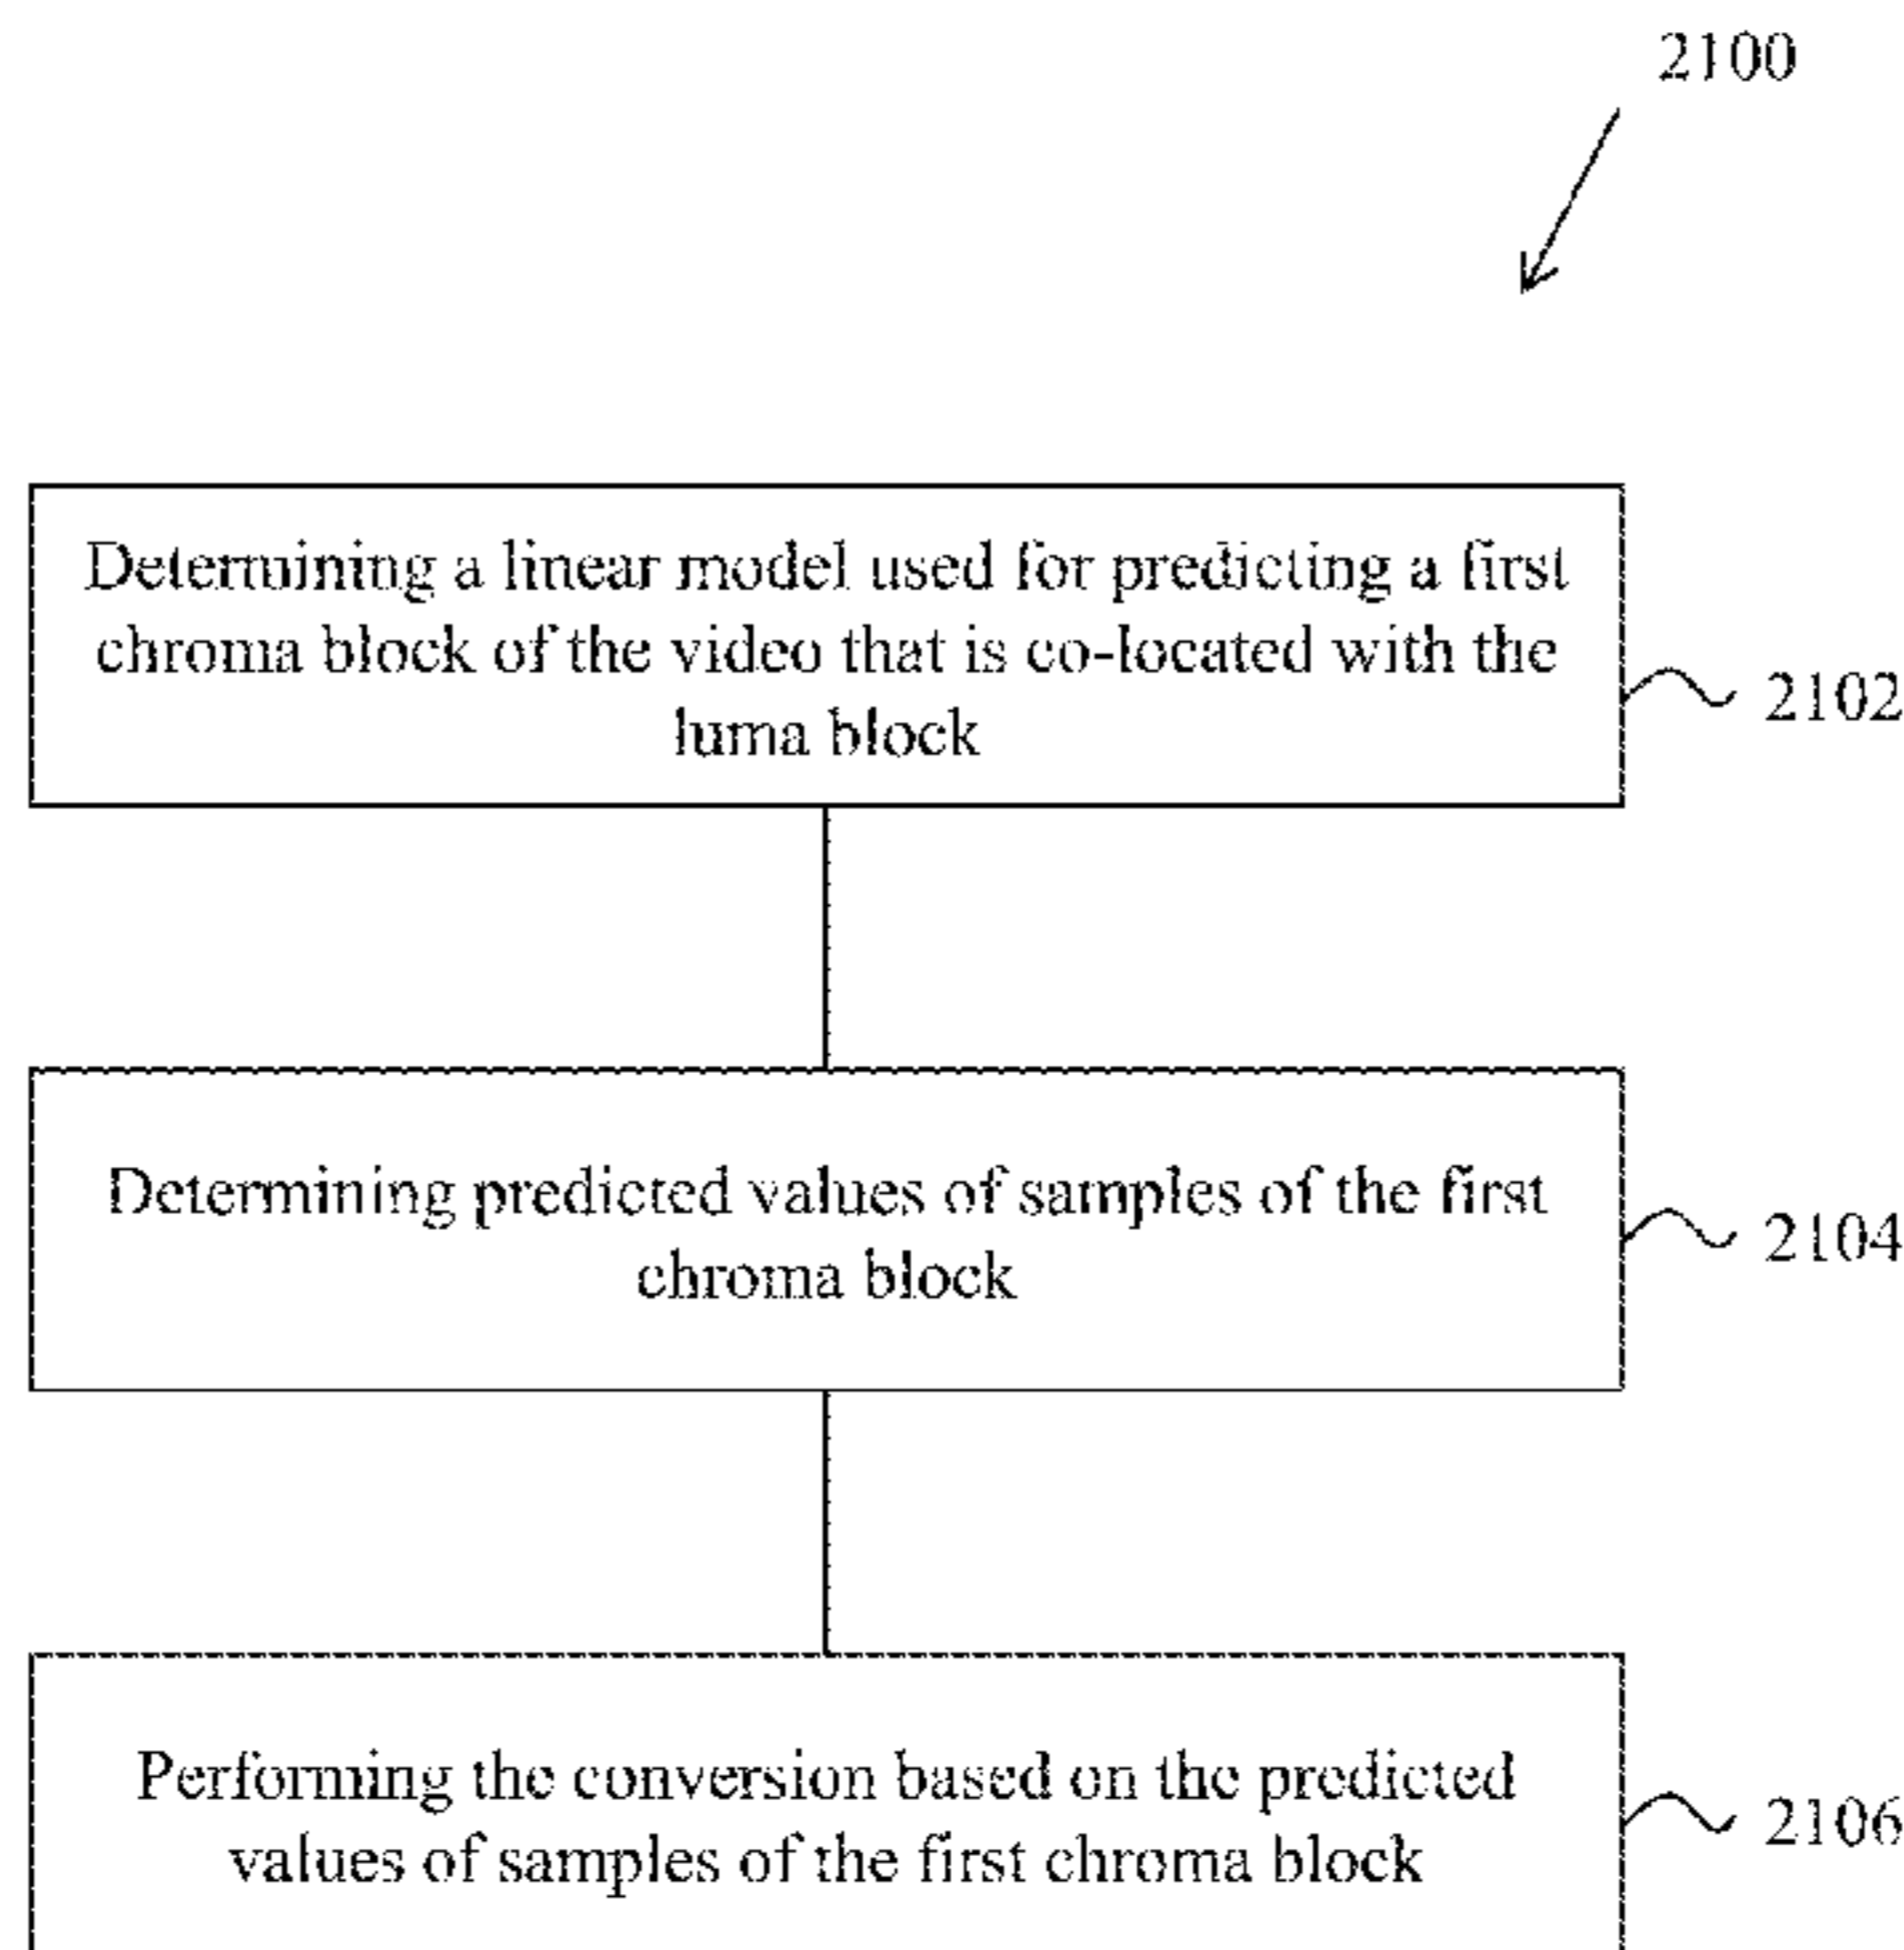 2100
Determining a linear model used for predicting a first
chroma block of the video that is co-located with the
luma block
2102
Determining predicted values of samples of the first
chroma block
2104
Performing the conversion based on the predicted
values of samples of the first chroma block
2106